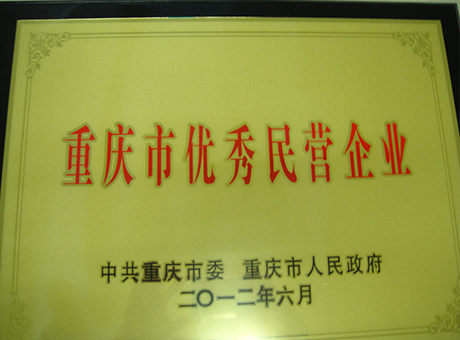 重庆市优秀民营企业
中共重庆市委 重庆市人民政府
二〇一二年六月